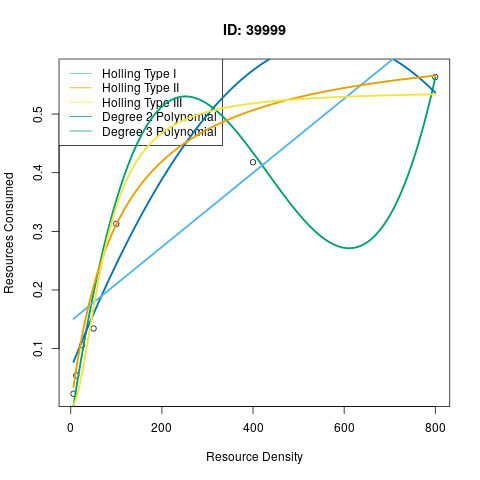 ID: 39999
Holling Type I
Holling Type II
Holling Type III
Degree 2 Polynomial
Degree 3 Polynomial
0.5
0.4
0.3
0.2
0.1
Resources Consumed
0 200 400 600 800
Resource Density